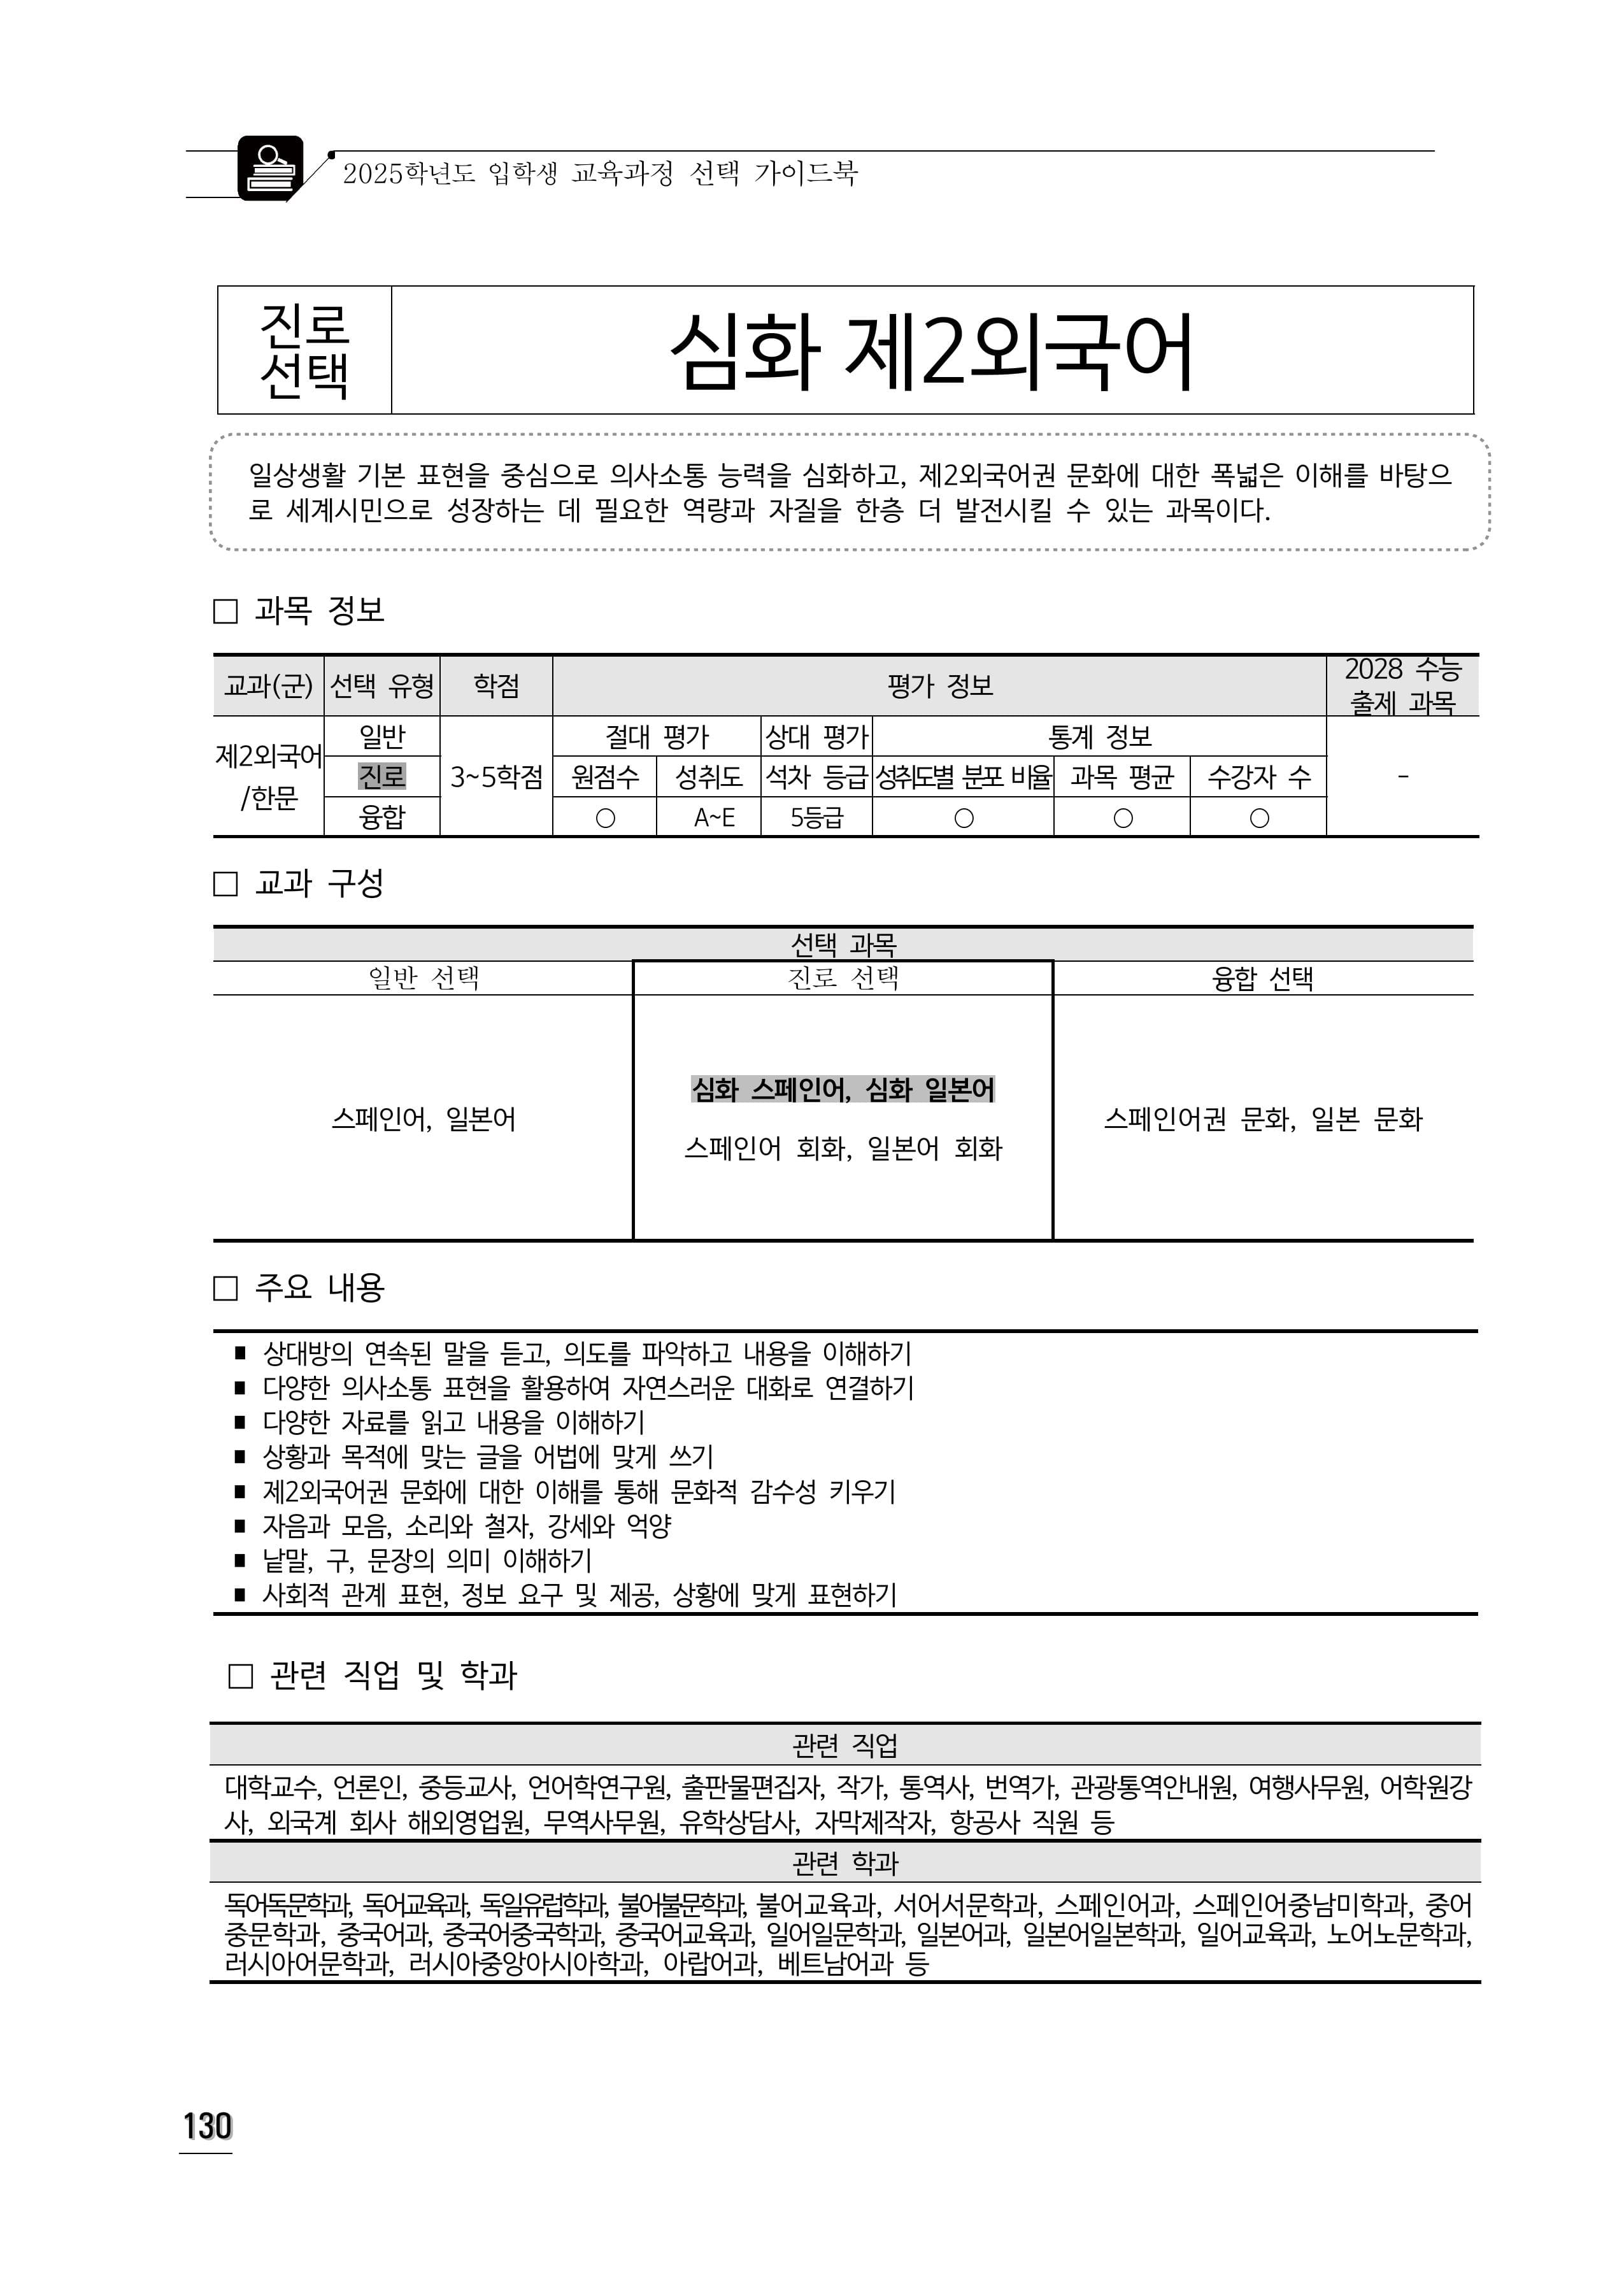 2025학년도 입학생 교육과정 선택 가이드북
진로
선택
심화 제2외국어
일상생활 기본 표현을 중심으로 의사소통 능력을 심화하고, 제2외국어권 문화에 대한 폭넓은 이해를 바탕으
로 세계시민으로 성장하는 데 필요한 역량과 자질을 한층 더 발전시킬 수 있는 과목이다.
□ 과목 정보
교과(군) 선택 유형 학점 평가 정보 2028 수능
출제 과목
일반 절대 평가 상대 평가 통계 정보
제2외국어
/한문
진로 3~5학점 원점수 성취도 석차 등급 성취도별 분포 비율 과목 평균 수강자 수 -
융합 ○ A~E 5등급 ○ ○ ○
□ 교과 구성
선택 과목
일반 선택 진로 선택 융합 선택
심화 스페인어, 심화 일본어
스페인어, 일본어 스페인어 회화, 일본어 회화 스페인어권 문화, 일본 문화
□ 주요 내용
▪ 상대방의 연속된 말을 듣고, 의도를 파악하고 내용을 이해하기
▪ 다양한 의사소통 표현을 활용하여 자연스러운 대화로 연결하기
▪ 다양한 자료를 읽고 내용을 이해하기
▪ 상황과 목적에 맞는 글을 어법에 맞게 쓰기
▪ 제2외국어권 문화에 대한 이해를 통해 문화적 감수성 키우기
▪ 자음과 모음, 소리와 철자, 강세와 억양
▪ 낱말, 구, 문장의 의미 이해하기
▪ 사회적 관계 표현, 정보 요구 및 제공, 상황에 맞게 표현하기
□ 관련 직업 및 학과
관련 직업
대학교수, 언론인, 중등교사, 언어학연구원, 출판물편집자, 작가, 통역사, 번역가, 관광통역안내원, 여행사무원, 어학원강
사, 외국계 회사 해외영업원, 무역사무원, 유학상담사, 자막제작자, 항공사 직원 등
관련 학과
독어독문학과, 독어교육과, 독일유럽학과, 불어불문학과, 불어교육과, 서어서문학과, 스페인어과, 스페인어중남미학과, 중어
중문학과, 중국어과, 중국어중국학과, 중국어교육과, 일어일문학과, 일본어과, 일본어일본학과, 일어교육과, 노어노문학과,
러시아어문학과, 러시아중앙아시아학과, 아랍어과, 베트남어과 등
130